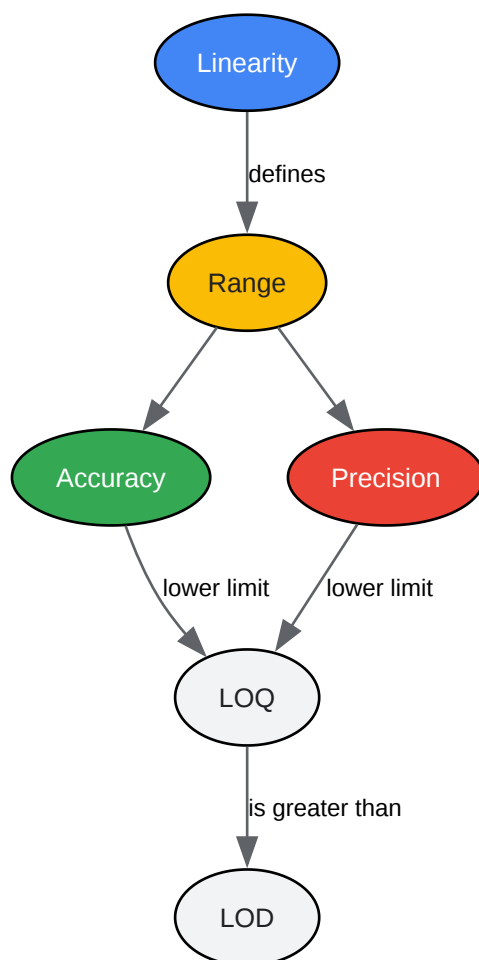 Linearity
defines
Range
Accuracy
Precision
lower limit
lower limit
LOQ
is greater than
LOD